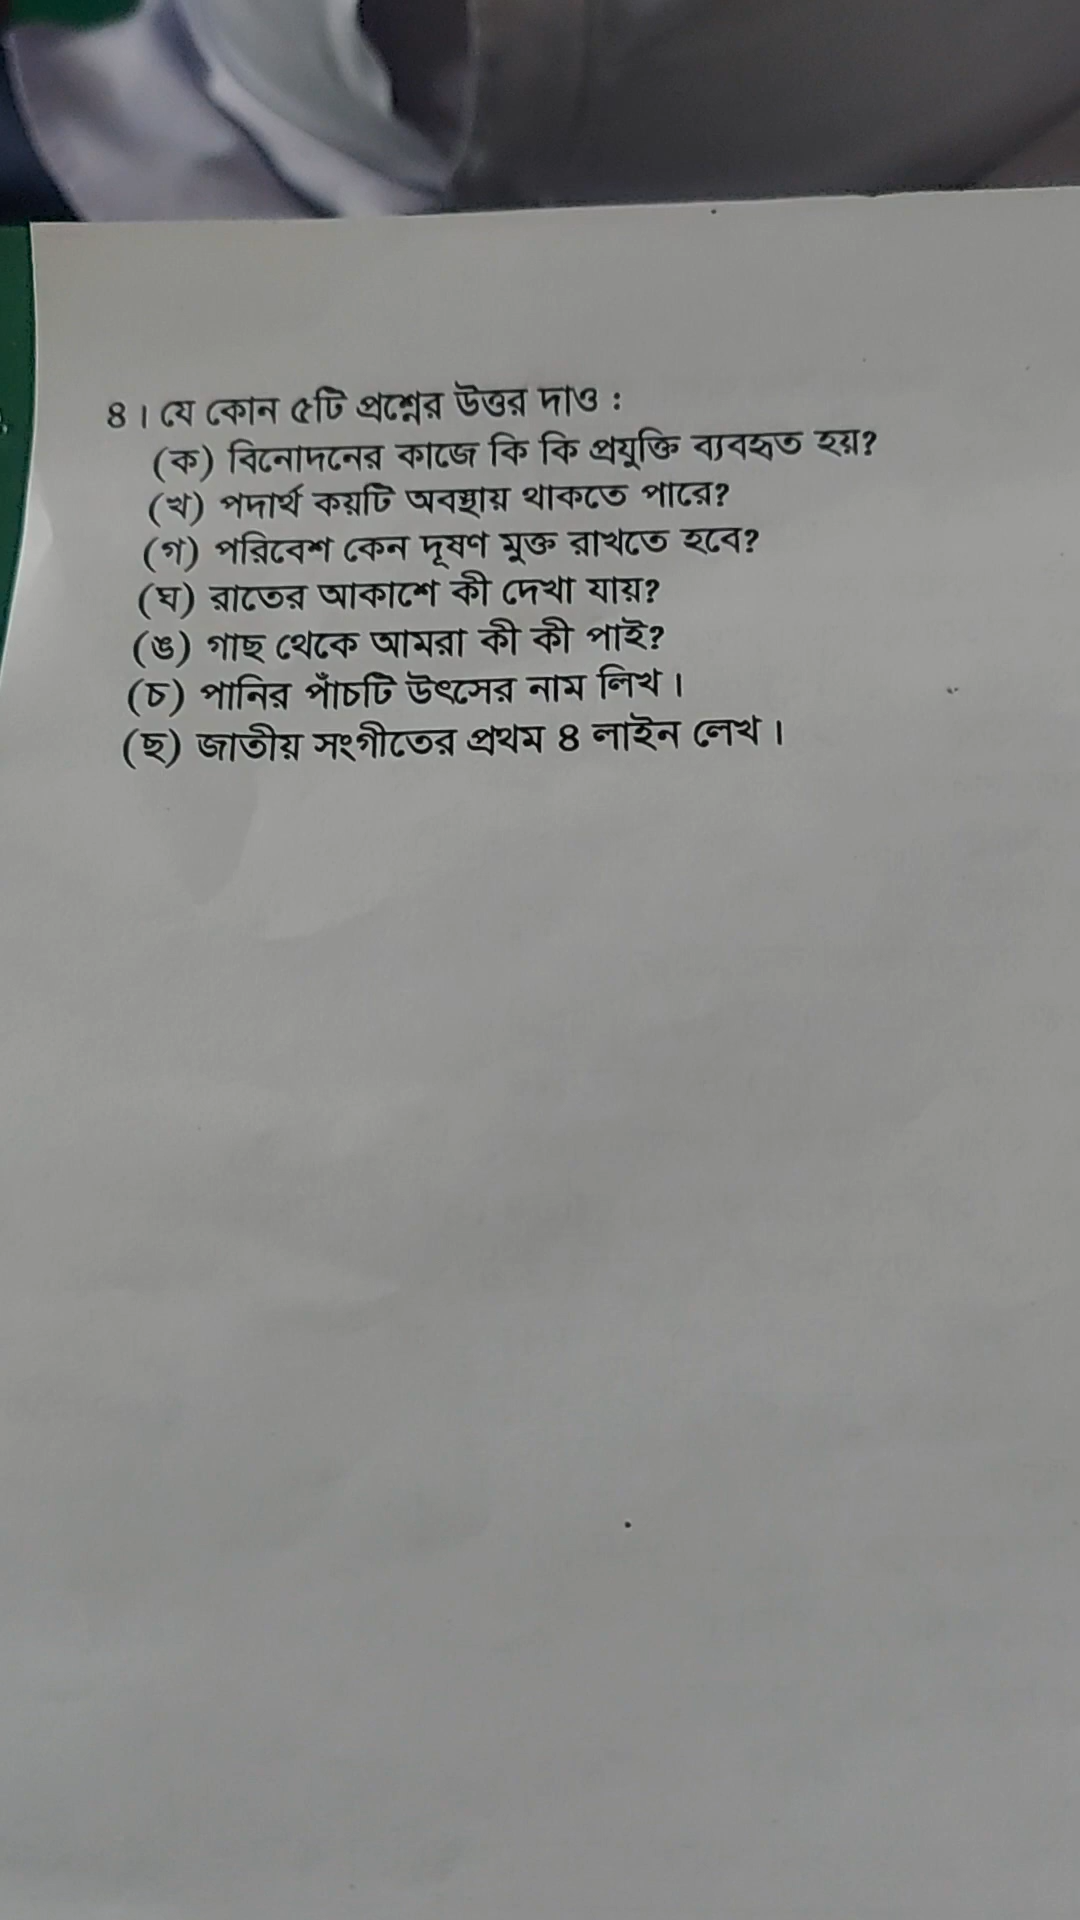 ৪। যে কোন ৫টি প্রশ্নের উত্তর দাও :
(ক) বিনোদনের কাজে কি কি প্রযুক্তি ব্যবহৃত হয়?
(খ) পদার্থ কয়টি অবস্থায় থাকতে পারে?
(গ) পরিবেশ কেন দূষণ মুক্ত রাখতে হবে?
(ঘ) রাতের আকাশে কী দেখা যায়?
(ঙ) গাছ থেকে আমরা কী কী পাই?
(চ) পানির পাঁচটি উৎসের নাম লিখ।
(ছ) জাতীয় সংগীতের প্রথম ৪ লাইন লেখ।